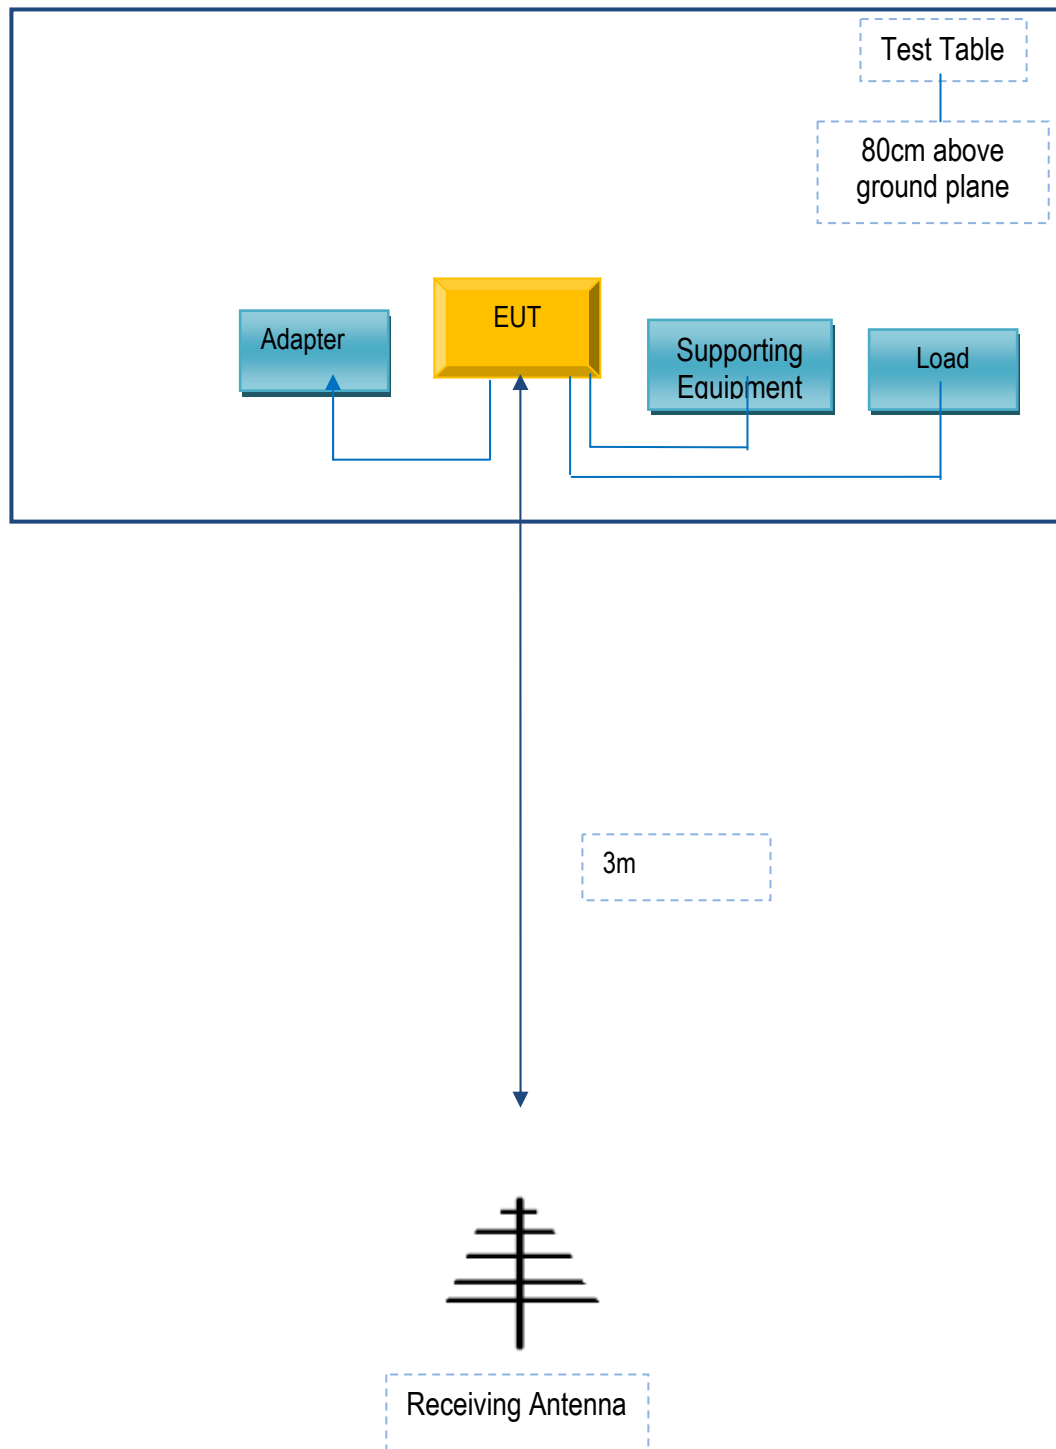 Test Table
80cm above
ground plane
EUT
Adapter
Supporting
Equipment
Load
3m
Receiving Antenna